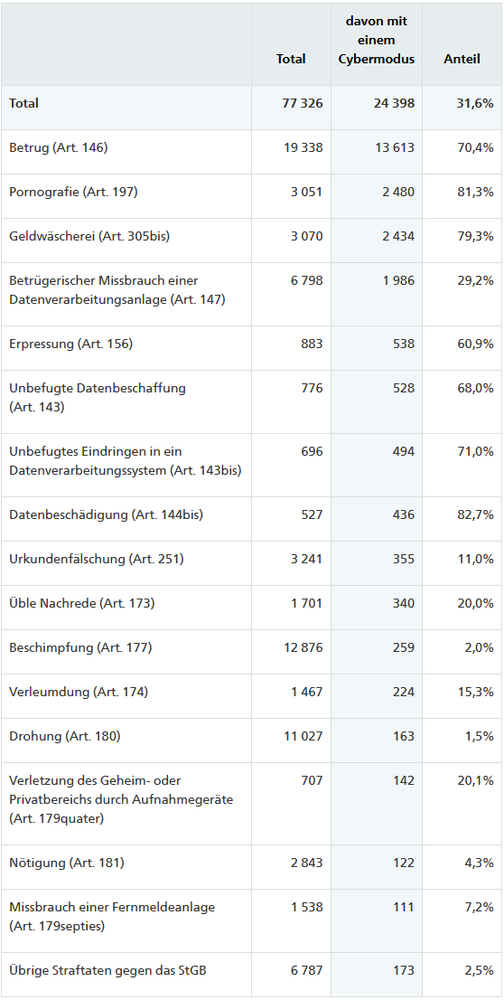 davon mit
einem
Total Cybermodus Anteil
Total 77 326 24 398 31,6%
Betrug (Art. 146) 19 338 13 613 70,4%
Pornografie (Art. 197) 3 051 2 480 81,3%
Geldwäscherei (Art. 305bis) 3 070 2 434 79,3%
Betrügerischer Missbrauch einer 6 798 1 986 29,2%
Datenverarbeitungsanlage (Art. 147)
Erpressung (Art. 156) 883 538 60,9%
Unbefugte Datenbeschaffung 776 528 68,0%
(Art. 143)
Unbefugtes Eindringen in ein 696 494 71,0%
Datenverarbeitungssystem (Art. 143bis)
Datenbeschädigung (Art. 144bis) 527 436 82,7%
Urkundenfälschung (Art. 251) 3 241 355 11,0%
Üble Nachrede (Art. 173) 1 701 340 20,0%
Beschimpfung (Art. 177) 12 876 259 2,0%
Verleumdung (Art. 174) 1 467 224 15,3%
Drohung (Art. 180) 11 027 163 1,5%
Verletzung des Geheim- oder 707 142 20,1%
Privatbereichs durch Aufnahmegeräte
(Art. 179quater)
Nötigung (Art. 181) 2 843 122 4,3%
Missbrauch einer Fernmeldeanlage 1 538 111 7,2%
(Art. 179septies)
Übrige Straftaten gegen das StGB 6 787 173 2,5%